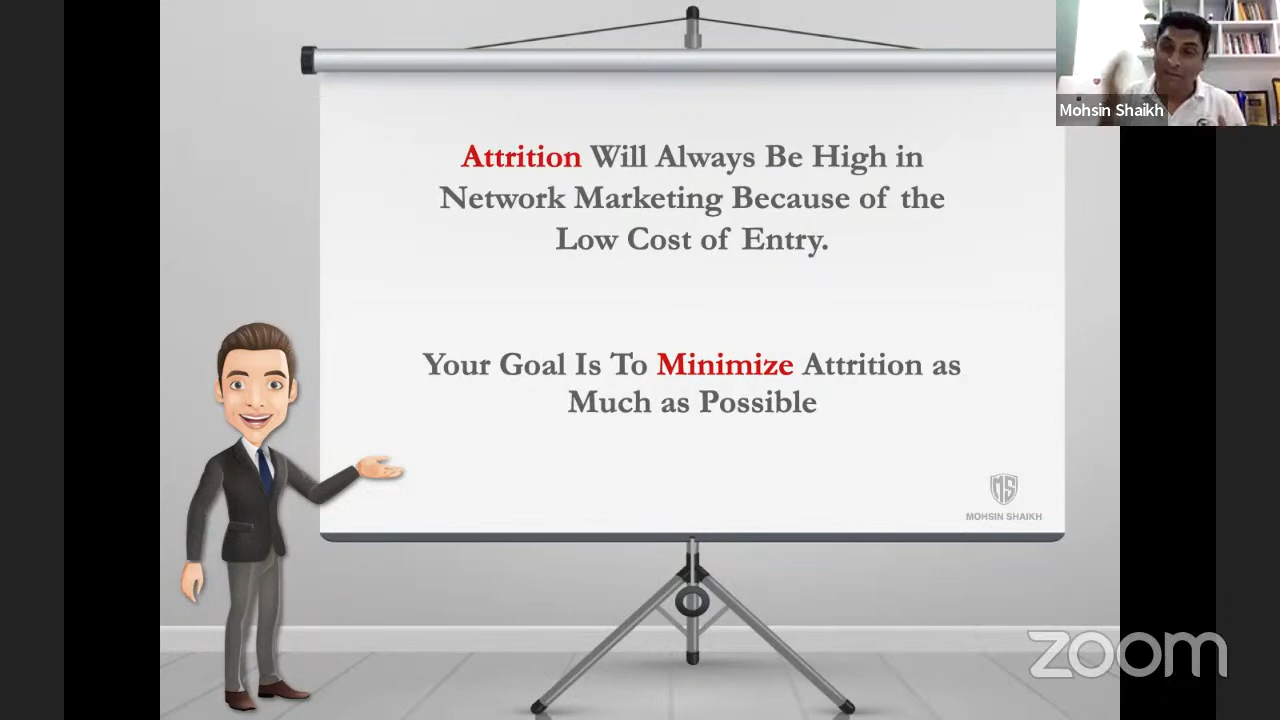 Mohsin Shaikh
Attrition Will Always Be High in
Network Marketing Because of the
Low Cost of Entry.
Your Goal Is To Minimize Attrition as
Much as Possible
MS
MOHSIN SHAIKH
zoom